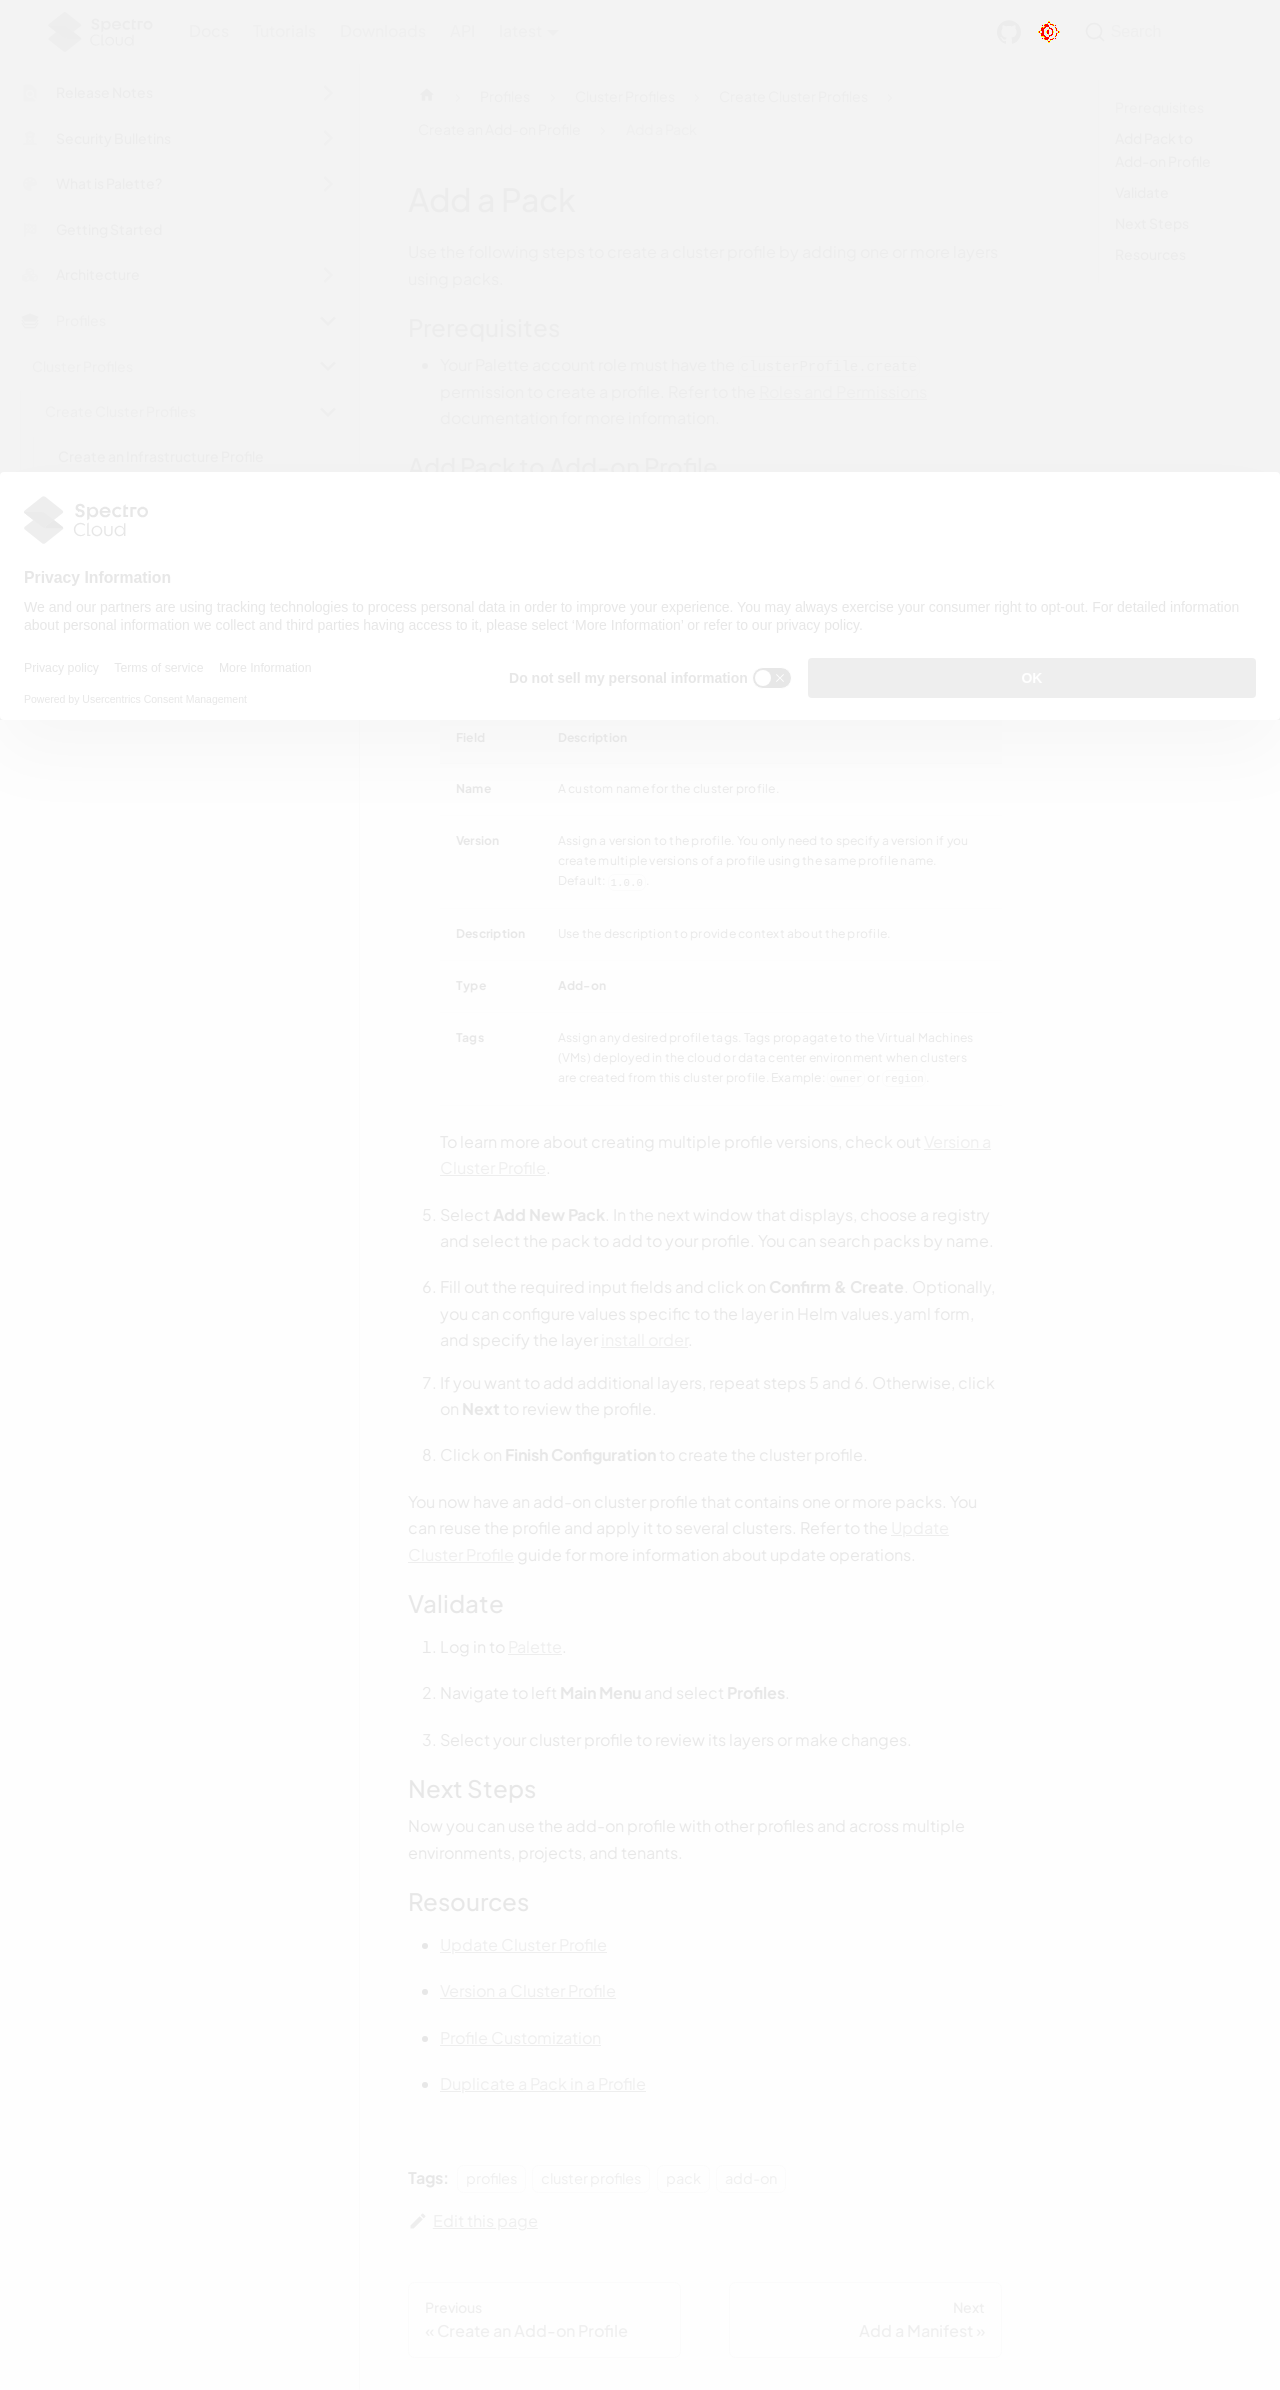 Spectro Cloud
Docs Tutorials Downloads API latest
Search
Release Notes
Security Bulletins
What is Palette?
Getting Started
Architecture
Profiles
Cluster Profiles
Create Cluster Profiles
Create an Infrastructure Profile
Profiles Cluster Profiles Create Cluster Profiles
Create an Add-on Profile Add a Pack
Prerequisites
Add Pack to
Add-on Profile
Validate
Next Steps
Resources
Add a Pack
Use the following steps to create a cluster profile by adding one or more layers
using packs.
Prerequisites
Your Palette account role must have the clusterProfile.create
permission to create a profile. Refer to the Roles and Permissions
documentation for more information.
Add Pack to Add-on Profile
Spectro
Cloud
Privacy Information
We and our partners are using tracking technologies to process personal data in order to improve your experience. You may always exercise your consumer right to opt-out. For detailed information
about personal information we collect and third parties having access to it, please select 'More Information' or refer to our privacy policy.
Privacy policy Terms of service More Information
Do not sell my personal information
OK
Powered by Usercentrics Consent Management
Field Description
Name A custom name for the cluster profile.
Version Assign a version to the profile. You only need to specify a version if you
create multiple versions of a profile using the same profile name.
Default: 1.0.0.
Description Use the description to provide context about the profile.
Type Add-on
Tags Assign any desired profile tags. Tags propagate to the Virtual Machines
(VMs) deployed in the cloud or data center environment when clusters
are created from this cluster profile. Example: owner or region.
To learn more about creating multiple profile versions, check out Version a
Cluster Profile.
5. Select Add New Pack. In the next window that displays, choose a registry
and select the pack to add to your profile. You can search packs by name.
6. Fill out the required input fields and click on Confirm & Create. Optionally,
you can configure values specific to the layer in Helm values.yaml form,
and specify the layer install order.
7. If you want to add additional layers, repeat steps 5 and 6. Otherwise, click
on Next to review the profile.
8. Click on Finish Configuration to create the cluster profile.
You now have an add-on cluster profile that contains one or more packs. You
can reuse the profile and apply it to several clusters. Refer to the Update
Cluster Profile guide for more information about update operations.
Validate
1. Log in to Palette.
2. Navigate to left Main Menu and select Profiles.
3. Select your cluster profile to review its layers or make changes.
Next Steps
Now you can use the add-on profile with other profiles and across multiple
environments, projects, and tenants.
Resources
Update Cluster Profile
Version a Cluster Profile
Profile Customization
Duplicate a Pack in a Profile
Tags: profiles cluster profiles pack add-on
Edit this page
Previous
« Create an Add-on Profile
Next
Add a Manifest »